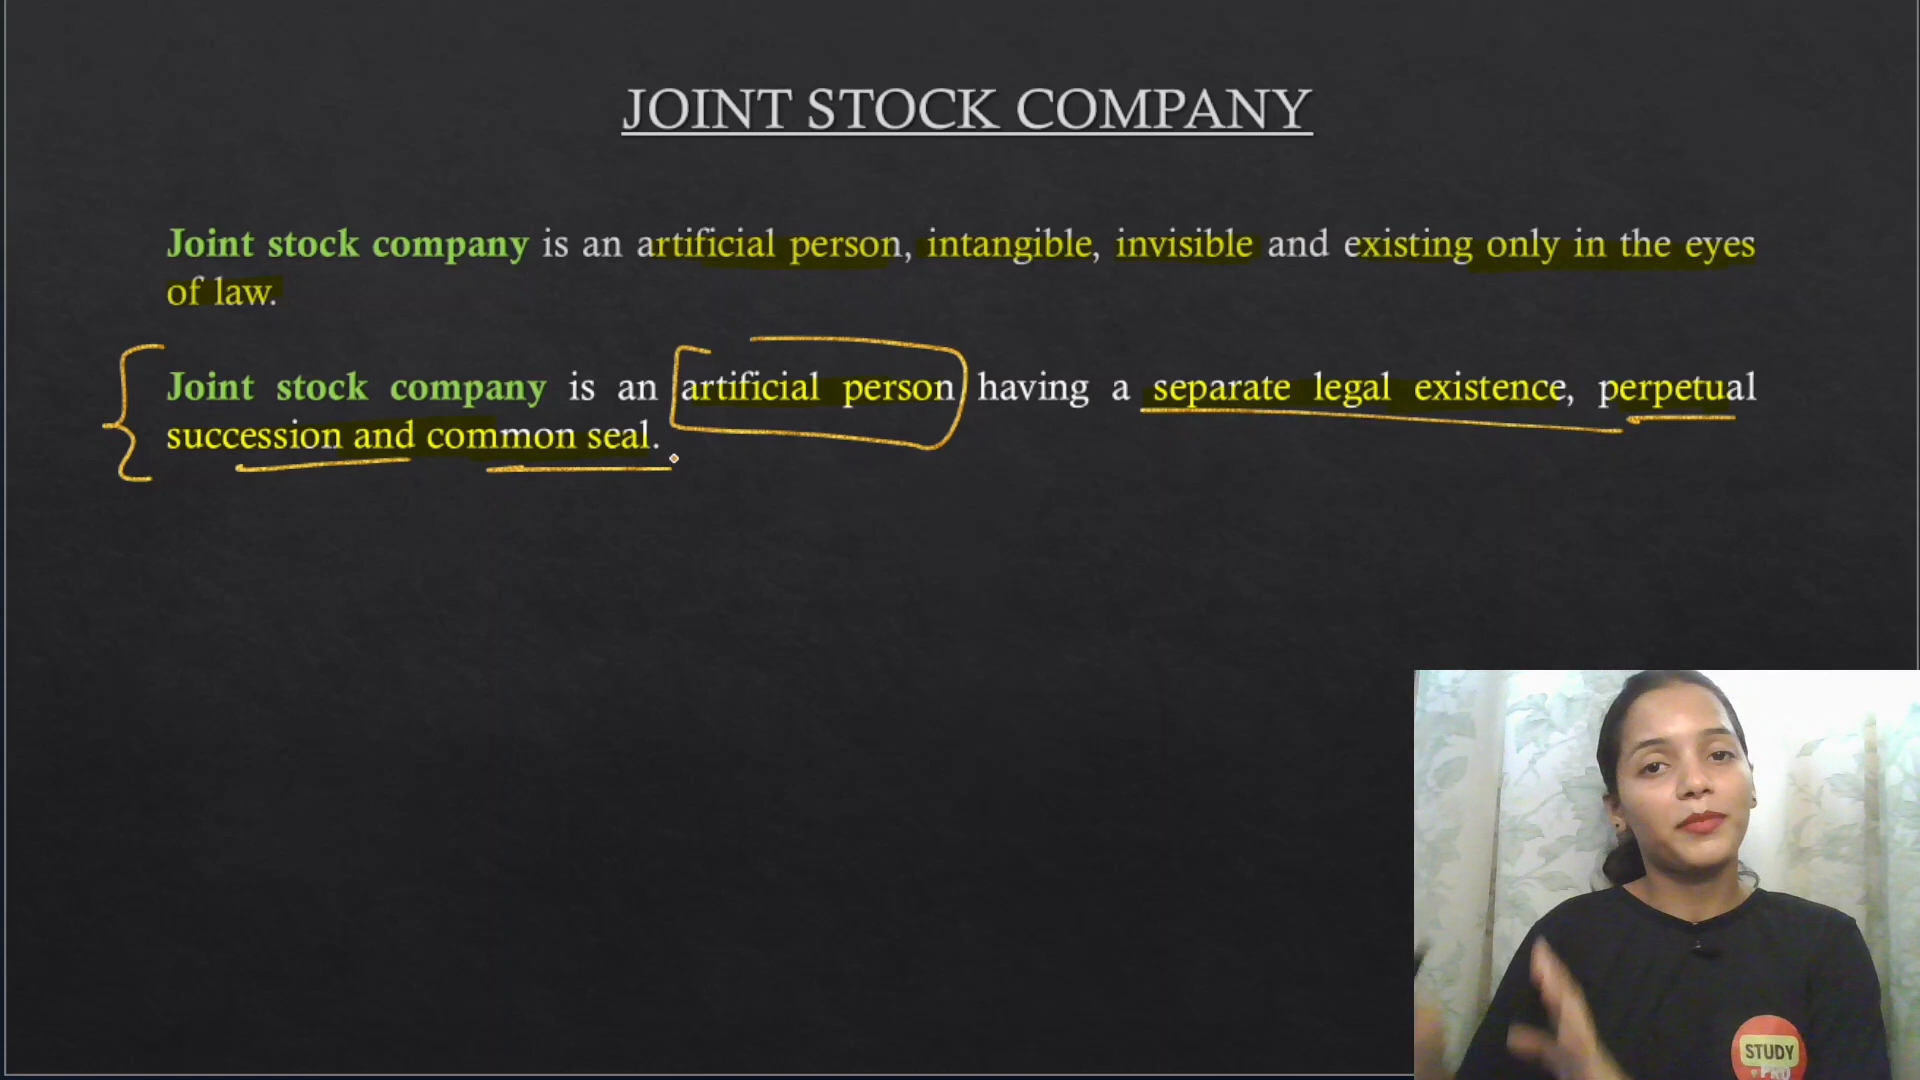 JOINT STOCK COMPANY
Joint stock company is an artificial person, intangible, invisible and existing only in the eyes
of law.
Joint stock company is an artificial person having a separate legal existence, perpetual
succession and common seal.
STUDY
PRO